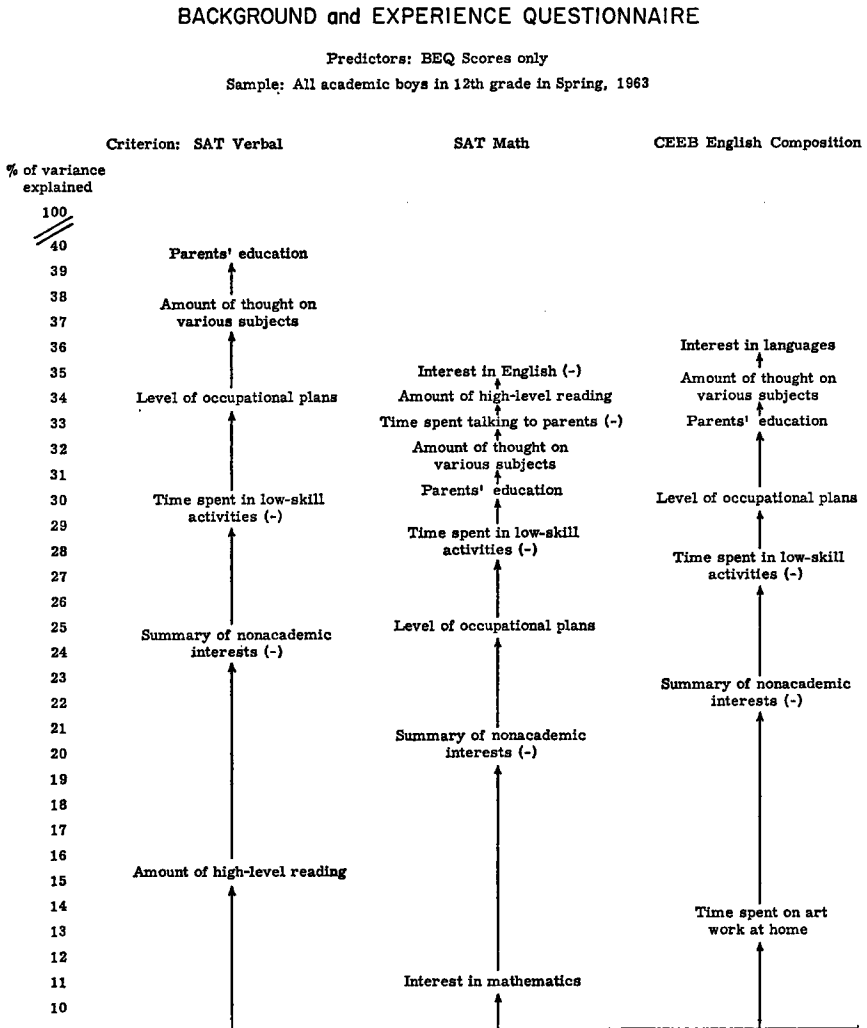 BACKGROUND and EXPERIENCE QUESTIONNAIRE
Predictors: BEQ Scores only
Sample: All academic boys in 12th grade in Spring, 1963
Criterion: SAT Verbal
SAT Math
CEEB English Composition
% of variance
explained
100
40
39
38
37
36
35
34
33
32
31
30
29
28
27
26
25
24
23
22
21
20
19
18
17
16
15
14
13
12
11
10
Parents' education
Amount of thought on
various subjects
Level of occupational plans
Time spent in low-skill
activities (-)
Summary of nonacademic
interests (-)
Amount of high-level reading
Interest in English (-)
Amount of high-level reading
Time spent talking to parents (-)
Amount of thought on
various subjects
Parents' education
Time spent in low-skill
activities (-)
Level of occupational plans
Summary of nonacademic
interests (-)
Interest in mathematics
Interest in languages
Amount of thought on
various subjects
Parents' education
Level of occupational plans
Time spent in low-skill
activities (-)
Summary of nonacademic
interests (-)
Time spent on art
work at home